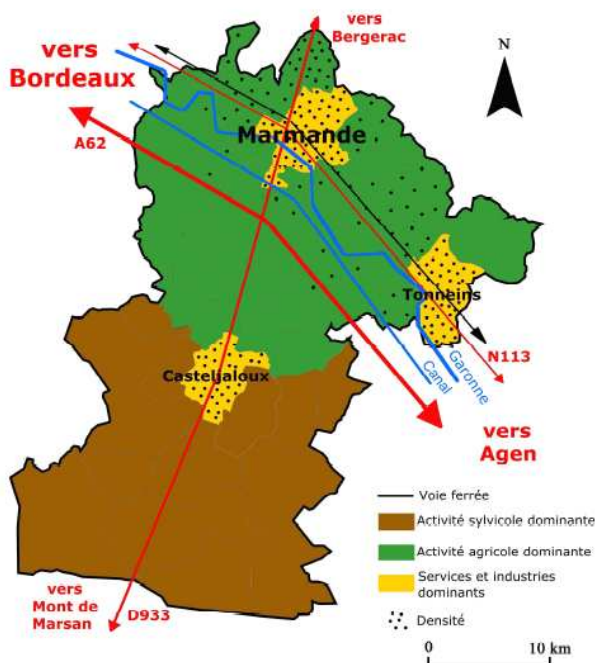 vers
Bergerac
vers
Bordeaux
N
A62
Marmande
Tonneins
N113
Casteljaloux
Canal
Garonne
vers
Agen
Voie ferrée
Activité sylvicole dominante
Activité agricole dominante
Services et industries
dominants
Densité
vers
Mont de
Marsan
D933
0
10 km